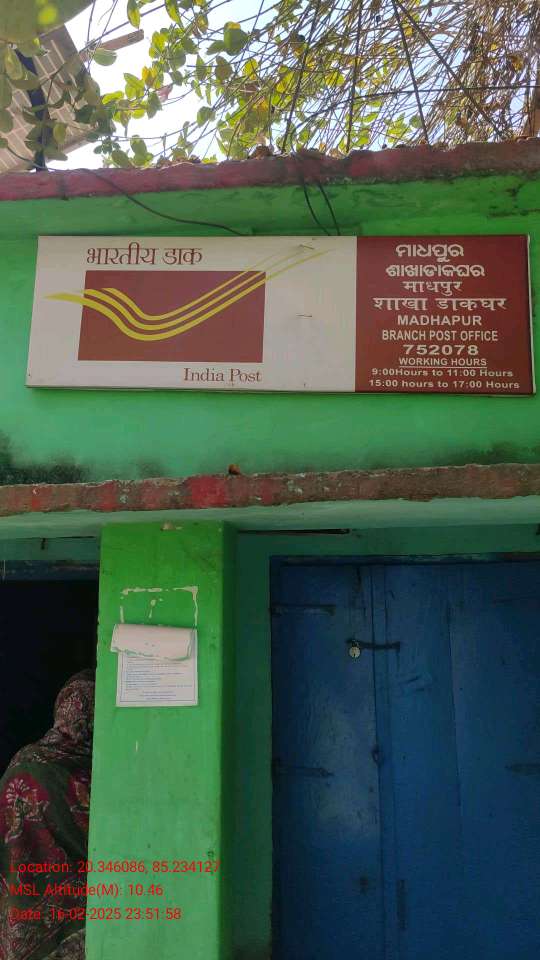 भारतीय डाक
India Post
ମାଧପୁର
ଶାଖାଡାକଘର
माधपुर
शाखा डाकघर
MADHAPUR
BRANCH POST OFFICE
752078
WORKING HOURS
9:00Hours to 11:00 Hours
15:00 hours to 17:00 Hours
Location: 20.346086, 85.234127
MSL Altitude(M): 10.46
Date: 16-02-2025 23:51:58